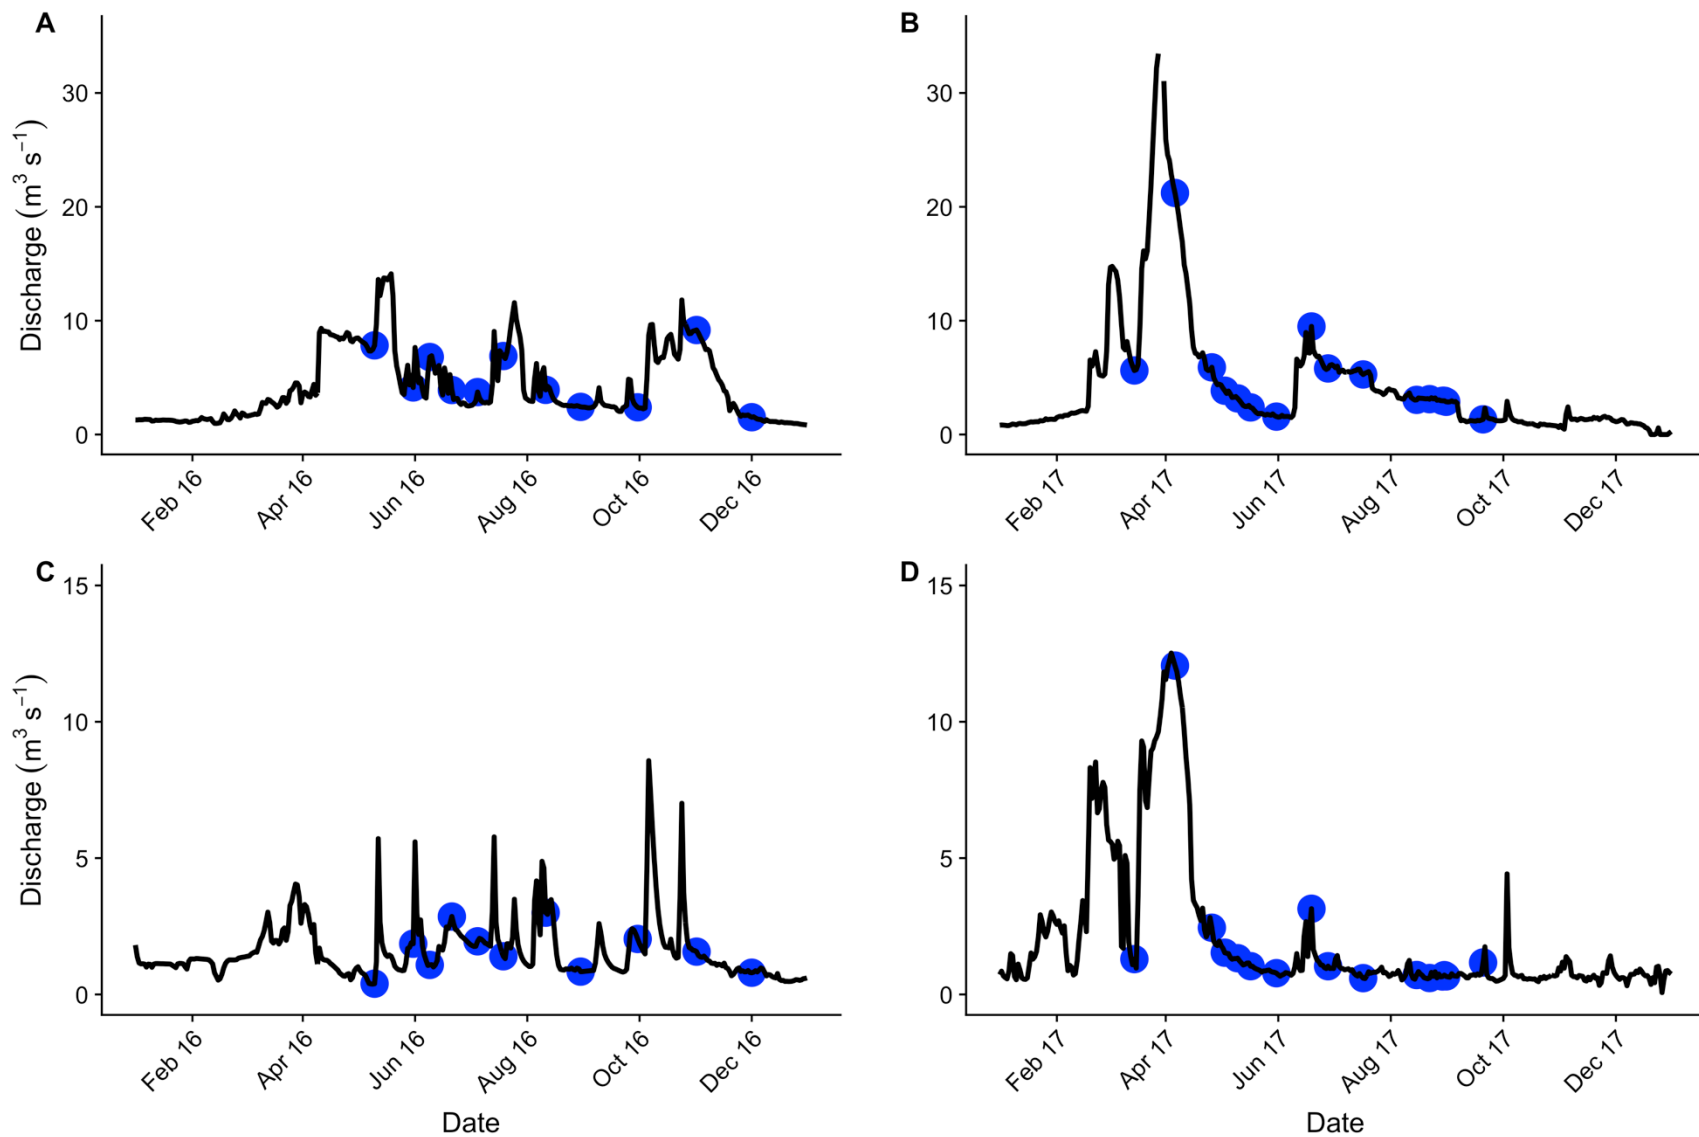 A
B
Discharge (m³ s⁻¹)
30
20
10
0
30
20
10
0
Feb 16
Apr 16
Jun 16
Aug 16
Oct 16
Dec 16
Feb 17
Apr 17
Jun 17
Aug 17
Oct 17
Dec 17
C
D
Discharge (m³ s⁻¹)
15
10
5
0
15
10
5
0
Feb 16
Apr 16
Jun 16
Aug 16
Oct 16
Dec 16
Feb 17
Apr 17
Jun 17
Aug 17
Oct 17
Dec 17
Date
Date